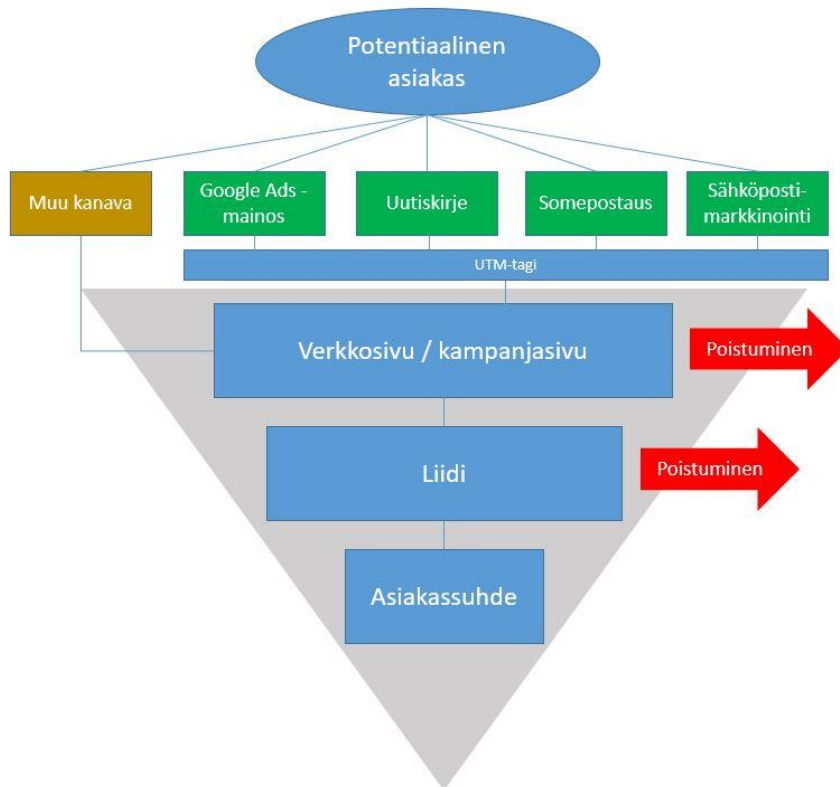 Potentiaalinen
asiakas
Muu kanava
Google Ads -
mainos
Uutiskirje
Somepostaus
Sähköposti-
markkinointi
UTM-tagi
Verkkosivu / kampanjasivu
Poistuminen
Liidi
Poistuminen
Asiakassuhde